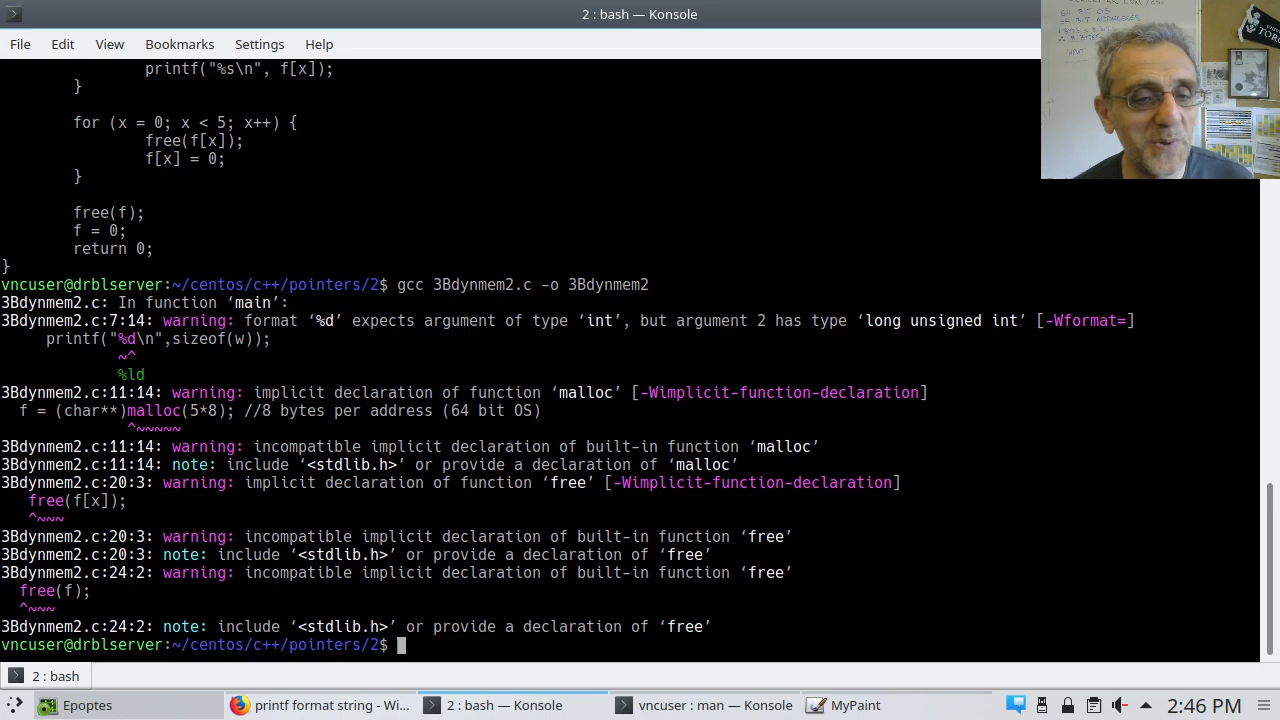 2 : bash — Konsole
File Edit View Bookmarks Settings Help
printf("%s\n", f[x]);
}
for (x = 0; x < 5; x++) {
free(f[x]);
f[x] = 0;
}
free(f);
f = 0;
return 0;
}
vncuser@drblserver:~/centos/c++/pointers/2$ gcc 3Bdynmem2.c -o 3Bdynmem2
3Bdynmem2.c: In function ‘main’:
3Bdynmem2.c:7:14: warning: format ‘%d’ expects argument of type ‘int’, but argument 2 has type ‘long unsigned int’ [-Wformat=]
printf("%d\n",sizeof(w));
~^
%ld
3Bdynmem2.c:11:14: warning: implicit declaration of function ‘malloc’ [-Wimplicit-function-declaration]
f = (char**)malloc(5*8); //8 bytes per address (64 bit OS)
^~~~~~
3Bdynmem2.c:11:14: warning: incompatible implicit declaration of built-in function ‘malloc’
3Bdynmem2.c:11:14: note: include ‘<stdlib.h>’ or provide a declaration of ‘malloc’
3Bdynmem2.c:20:3: warning: implicit declaration of function ‘free’ [-Wimplicit-function-declaration]
free(f[x]);
^~~~
3Bdynmem2.c:20:3: warning: incompatible implicit declaration of built-in function ‘free’
3Bdynmem2.c:20:3: note: include ‘<stdlib.h>’ or provide a declaration of ‘free’
3Bdynmem2.c:24:2: warning: incompatible implicit declaration of built-in function ‘free’
free(f);
^~~~
3Bdynmem2.c:24:2: note: include ‘<stdlib.h>’ or provide a declaration of ‘free’
vncuser@drblserver:~/centos/c++/pointers/2$
2 : bash
Epoptes
printf format string - Wi...
2 : bash — Konsole
vncuser : man — Konsole
MyPaint
2:46 PM
64 BIT OS
64 BIT ADDRESSES